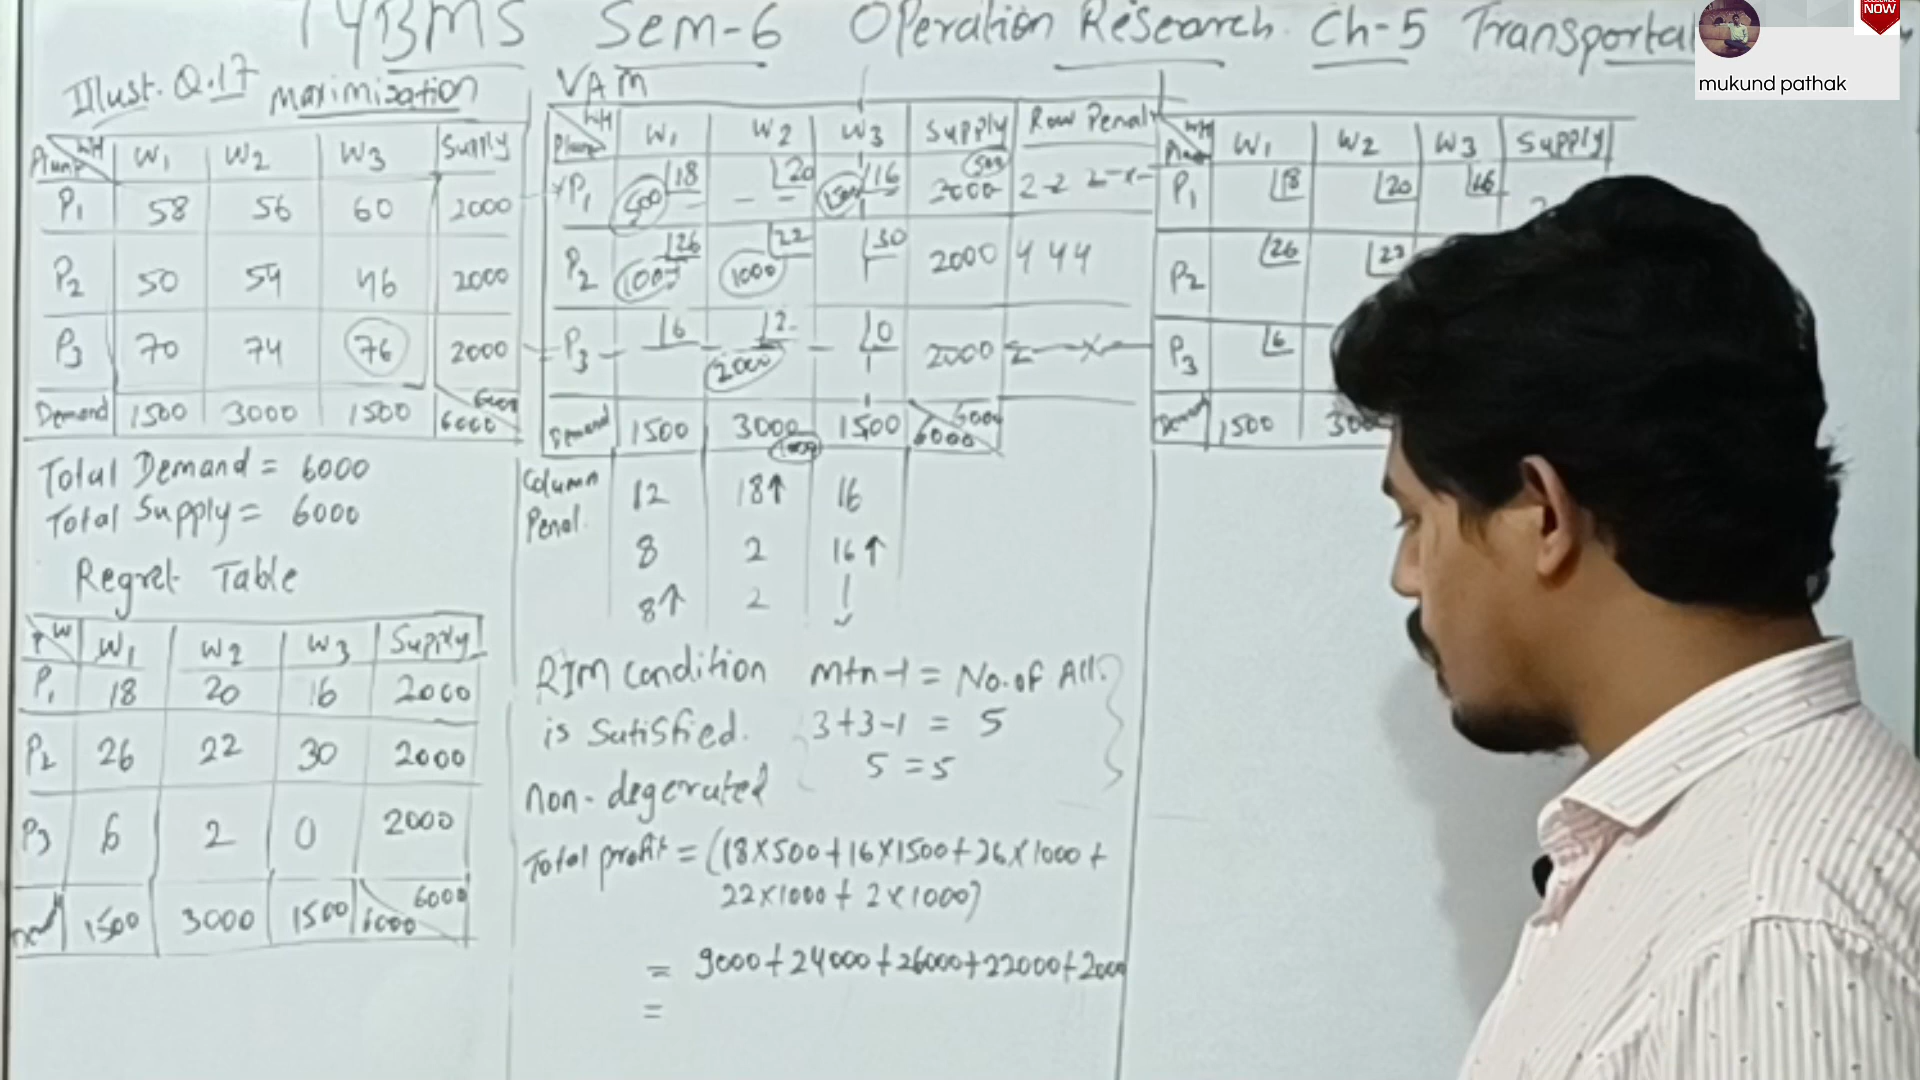 TYBMS Sem-6 Operation Research. Ch-5
NOW
mukund pathak
Illust. Q.17 maximisation
WH W1 W2 W3 Supply
P1 58 56 60 2000
P2 50 54 46 2000
P3 70 74 76 2000
Demand 1500 3000 1500 6000 6000
Total Demand = 6000
Total Supply = 6000
Regret Table
P W W1 W2 W3 Supply
P1 18 20 16 2000
P2 26 22 30 2000
P3 6 2 0 2000
1500 3000 1500 6000 6000
VAM
WH W1 W2 W3 Supply Row Penal
P1 500 18 20 1500 16 2000 500 2 2 2 x
P2 26 1000 22 1000 30 2000 4 4 4
P3 6 2 2000 0 2000 2 x
Demand 1500 3000 1000 1500 6000 6000
Column Penal. 12 18↑ 16
8 2 16↑
8↑ 2
RIM Condition m+n-1 = No. of All.
is Satisfied. 3+3-1 = 5
5 = 5
non-degerated
Total profit = (18×500+16×1500+26×1000+
22×1000+2×1000)
= 9000+24000+26000+22000+2000
=
WH W1 W2 W3 Supply
P1 18 20 16
P2 26 22
P3 6
1500